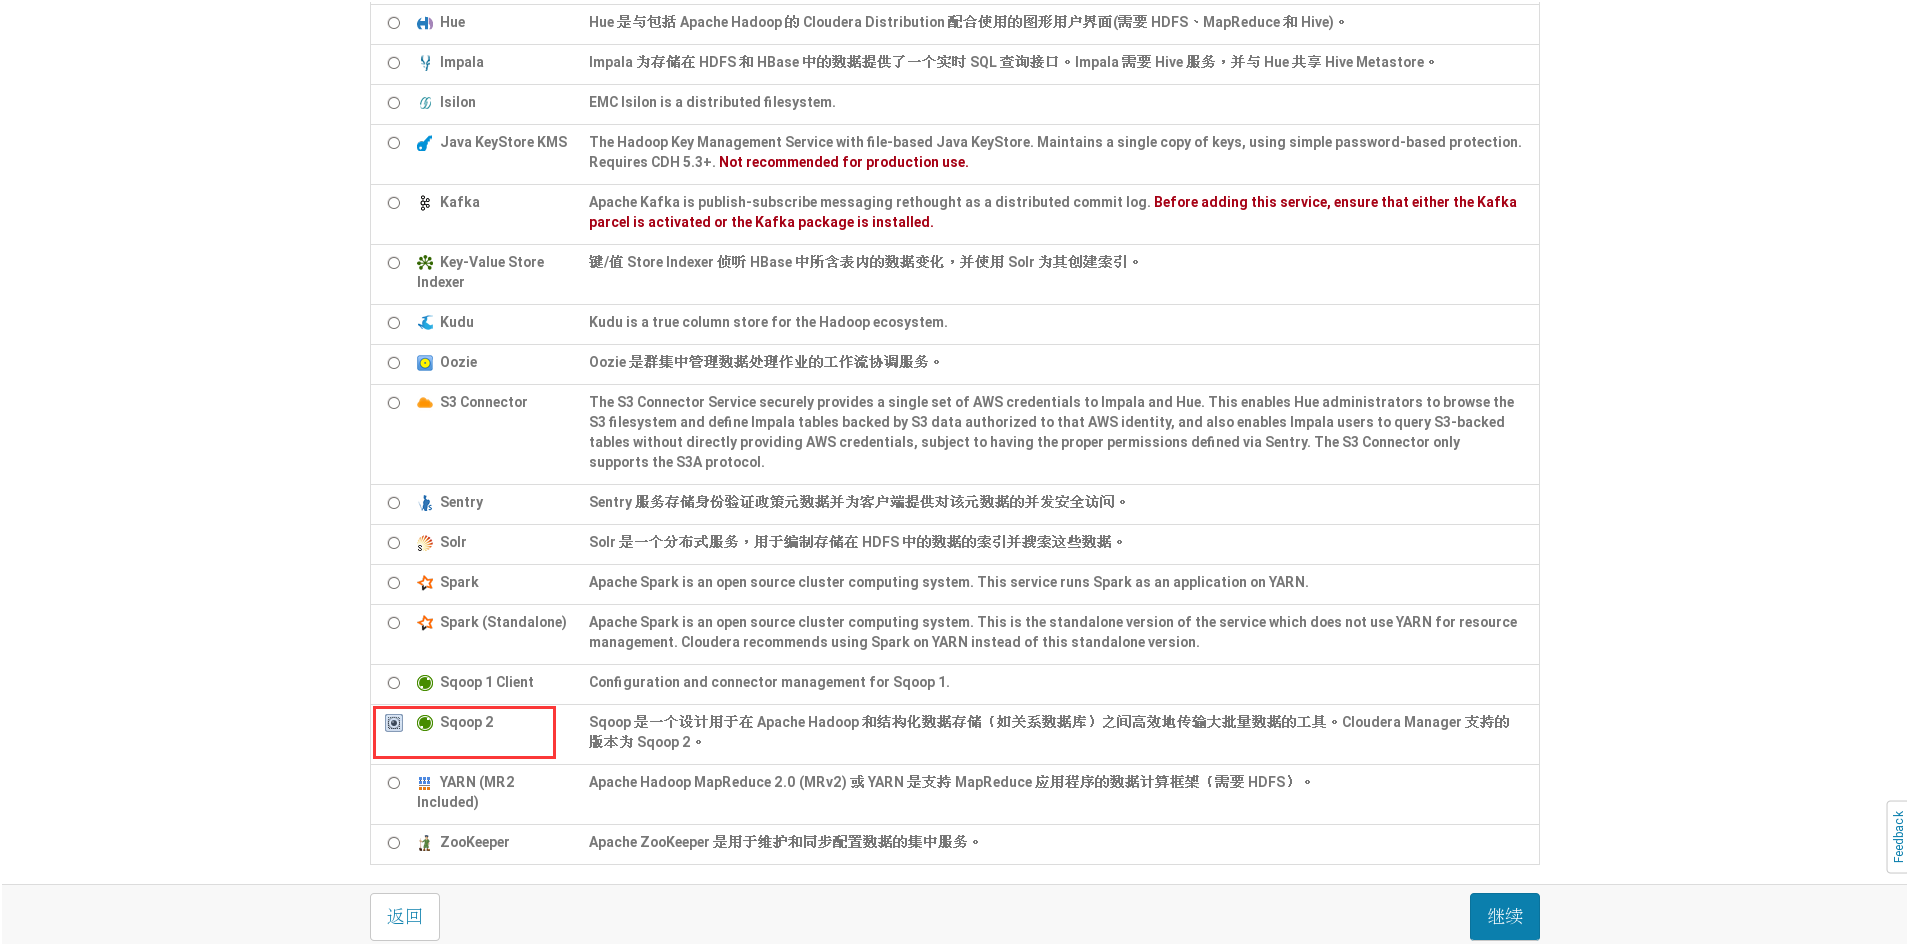 Hue
Hue 是与包括 Apache Hadoop 的 Cloudera Distribution 配合使用的图形用户界面(需要 HDFS、MapReduce 和 Hive)。
Impala
Impala 为存储在 HDFS 和 HBase 中的数据提供了一个实时 SQL 查询接口。Impala 需要 Hive 服务，并与 Hue 共享 Hive Metastore。
Isilon
EMC Isilon is a distributed filesystem.
Java KeyStore KMS
The Hadoop Key Management Service with file-based Java KeyStore. Maintains a single copy of keys, using simple password-based protection.
Requires CDH 5.3+. Not recommended for production use.
Kafka
Apache Kafka is publish-subscribe messaging rethought as a distributed commit log. Before adding this service, ensure that either the Kafka
parcel is activated or the Kafka package is installed.
Key-Value Store
Indexer
键/值 Store Indexer 侦听 HBase 中所含表内的数据变化，并使用 Solr 为其创建索引。
Kudu
Kudu is a true column store for the Hadoop ecosystem.
Oozie
Oozie 是群集中管理数据处理作业的工作流协调服务。
S3 Connector
The S3 Connector Service securely provides a single set of AWS credentials to Impala and Hue. This enables Hue administrators to browse the
S3 filesystem and define Impala tables backed by S3 data authorized to that AWS identity, and also enables Impala users to query S3-backed
tables without directly providing AWS credentials, subject to having the proper permissions defined via Sentry. The S3 Connector only
supports the S3A protocol.
Sentry
Sentry 服务存储身份验证政策元数据并为客户端提供对该元数据的并发安全访问。
Solr
Solr 是一个分布式服务，用于编制存储在 HDFS 中的数据的索引并搜索这些数据。
Spark
Apache Spark is an open source cluster computing system. This service runs Spark as an application on YARN.
Spark (Standalone)
Apache Spark is an open source cluster computing system. This is the standalone version of the service which does not use YARN for resource
management. Cloudera recommends using Spark on YARN instead of this standalone version.
Sqoop 1 Client
Configuration and connector management for Sqoop 1.
Sqoop 2
Sqoop 是一个设计用于在 Apache Hadoop 和结构化数据存储（如关系数据库）之间高效地传输大批量数据的工具。Cloudera Manager 支持的
版本为 Sqoop 2。
YARN (MR2
Included)
Apache Hadoop MapReduce 2.0 (MRv2) 或 YARN 是支持 MapReduce 应用程序的数据计算框架（需要 HDFS）。
ZooKeeper
Apache ZooKeeper 是用于维护和同步配置数据的集中服务。
Feedback
返回
继续